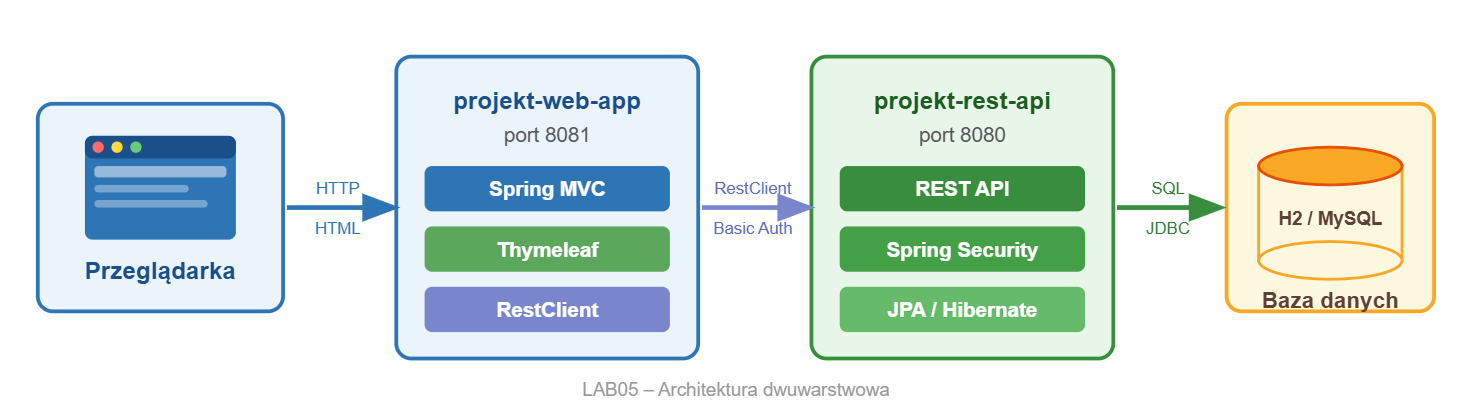 Przeglądarka
HTTP
HTML
projekt-web-app
port 8081
Spring MVC
Thymeleaf
RestClient
RestClient
Basic Auth
projekt-rest-api
port 8080
REST API
Spring Security
JPA / Hibernate
SQL
JDBC
H2 / MySQL
Baza danych
LAB05 – Architektura dwuwarstwowa